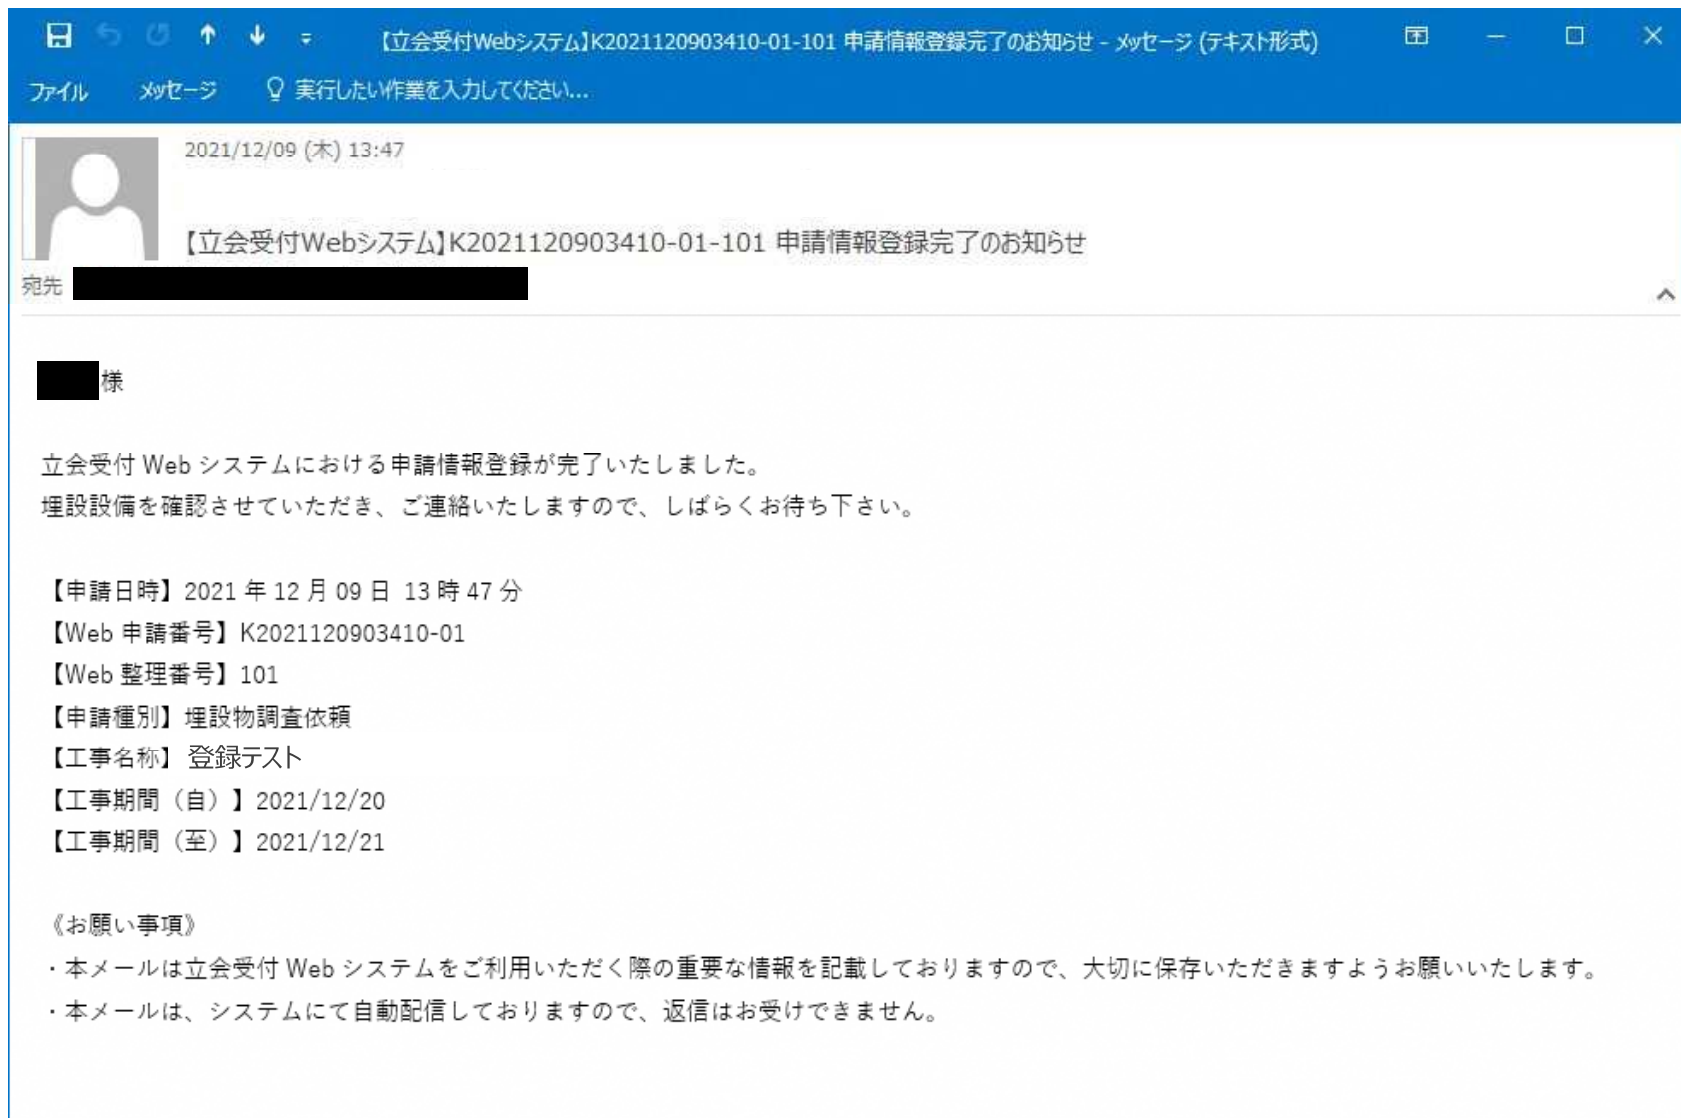 【立会受付Webシステム】K2021120903410-01-101 申請情報登録完了のお知らせ - メッセージ (テキスト形式)
ファイル メッセージ 実行したい作業を入力してください...
2021/12/09 (木) 13:47
【立会受付Webシステム】K2021120903410-01-101 申請情報登録完了のお知らせ
宛先
様
立会受付 Web システムにおける申請情報登録が完了いたしました。
埋設設備を確認させていただき、ご連絡いたしますので、しばらくお待ち下さい。
【申請日時】2021 年 12 月 09 日 13 時 47 分
【Web 申請番号】K2021120903410-01
【Web 整理番号】101
【申請種別】埋設物調査依頼
【工事名称】 登録テスト
【工事期間（自）】2021/12/20
【工事期間（至）】2021/12/21
《お願い事項》
・本メールは立会受付 Web システムをご利用いただく際の重要な情報を記載しておりますので、大切に保存いただきますようお願いいたします。
・本メールは、システムにて自動配信しておりますので、返信はお受けできません。